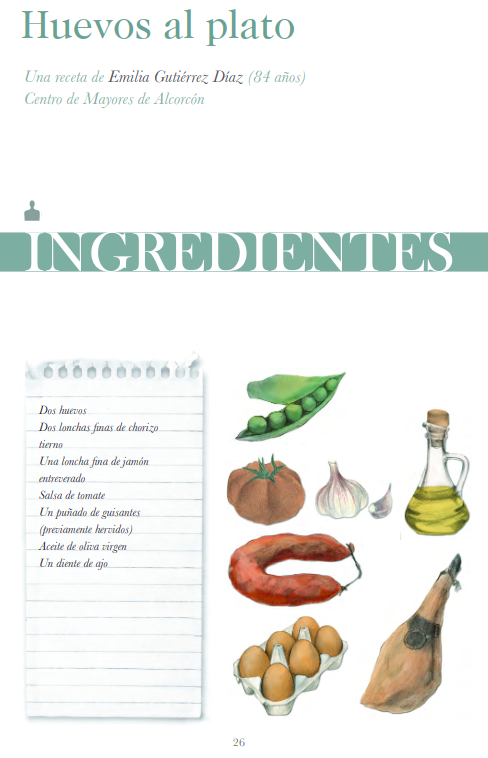 Huevos al plato
Una receta de Emilia Gutiérrez Díaz (84 años)
Centro de Mayores de Alcorcón
INGREDIENTES
Dos huevos
Dos lonchas finas de chorizo
tierno
Una loncha fina de jamón
entreverado
Salsa de tomate
Un puñado de guisantes
(previamente hervidos)
Aceite de oliva virgen
Un diente de ajo
26